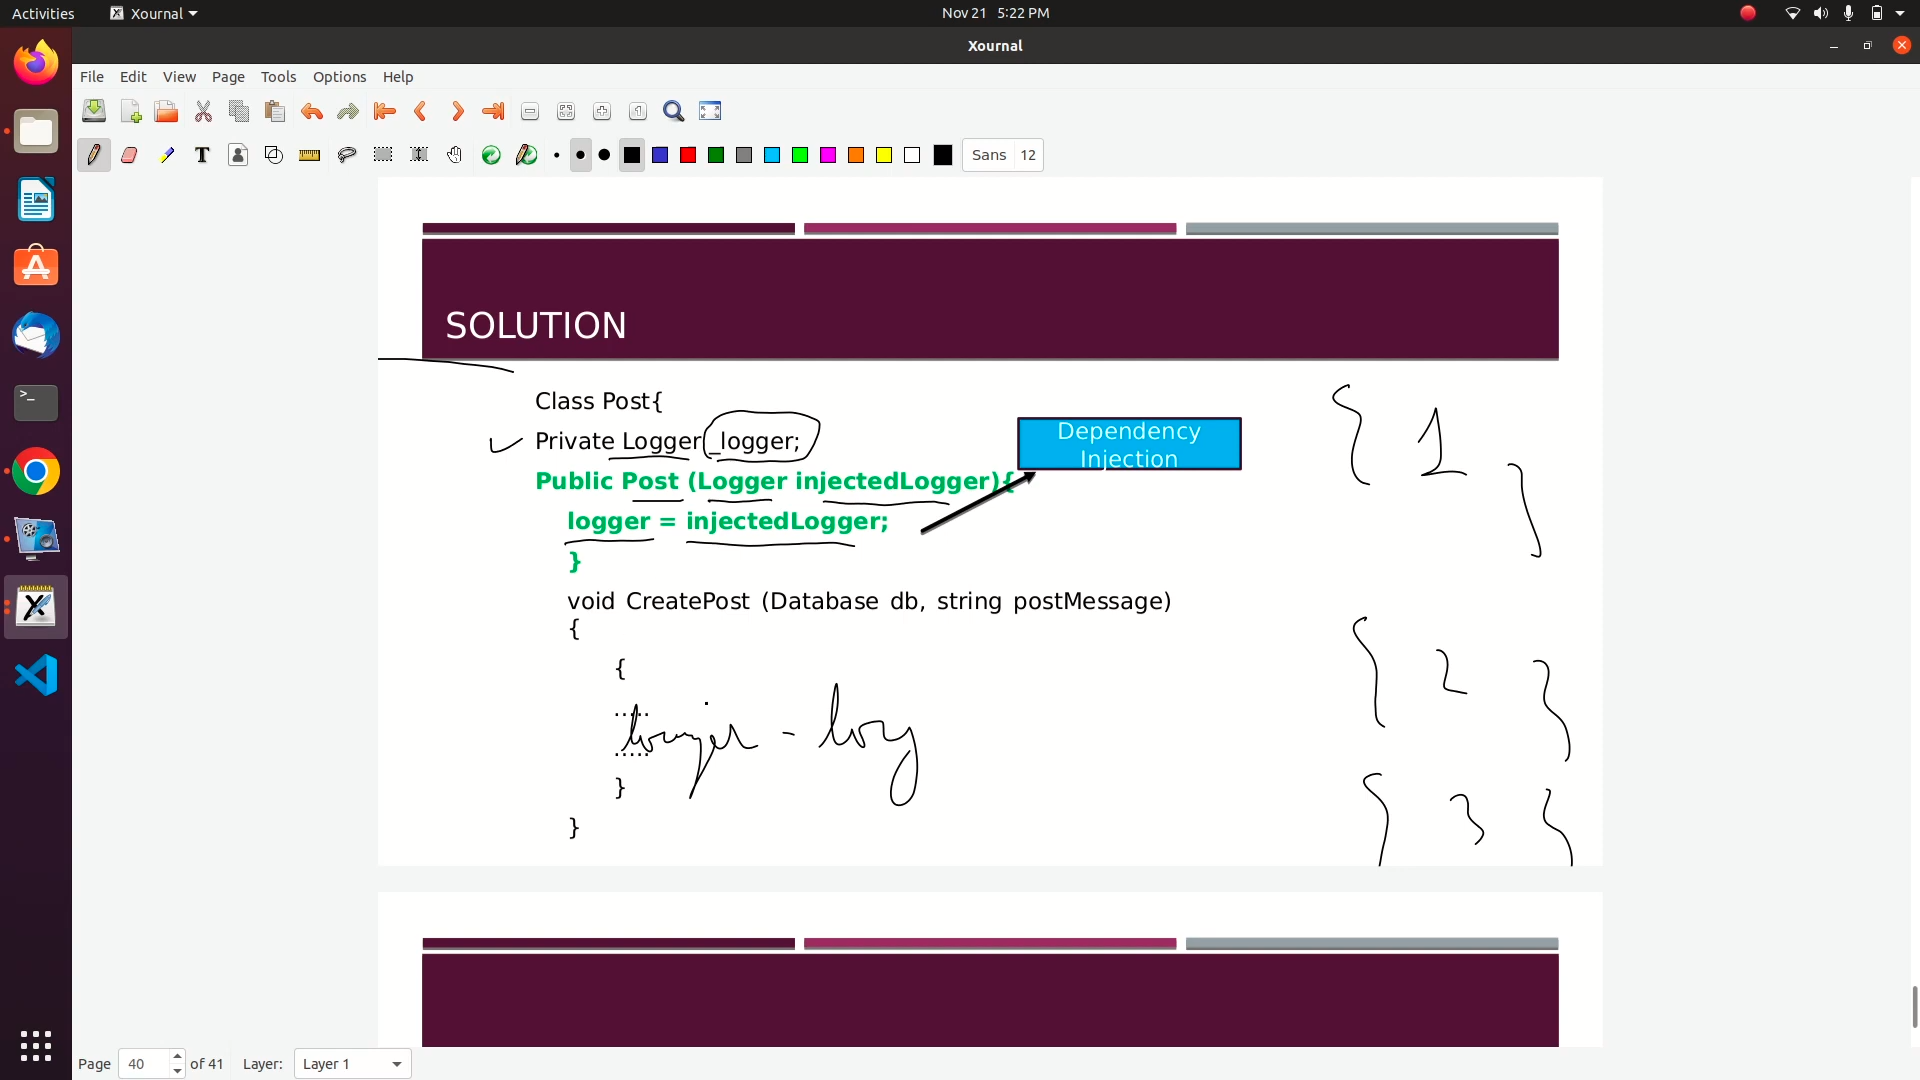 Activities Xournal Nov 21 5:22 PM
Xournal
File Edit View Page Tools Options Help
Sans 12
SOLUTION
Class Post{
Private Logger _logger;
Dependency
Injection
Public Post (Logger injectedLogger){
logger = injectedLogger;
}
void CreatePost (Database db, string postMessage)
{
{
.....
logger - log
.....
}
}
{ 1 }
{ 2 }
{ 3 }
Page 40 of 41 Layer: Layer 1